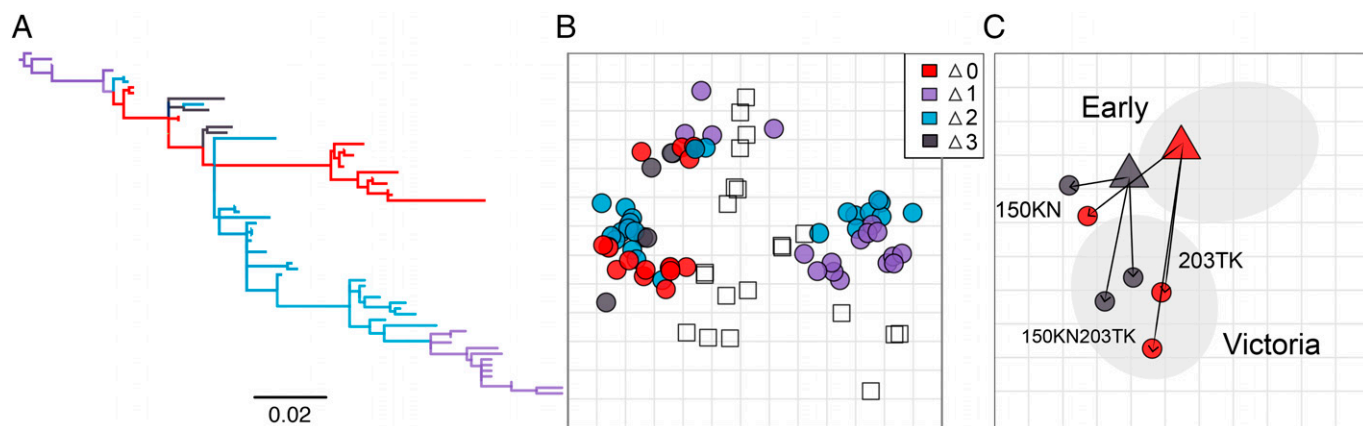 A
0.02
B
△ 0
△ 1
△ 2
△ 3
C
Early
150KN
203TK
150KN203TK
Victoria